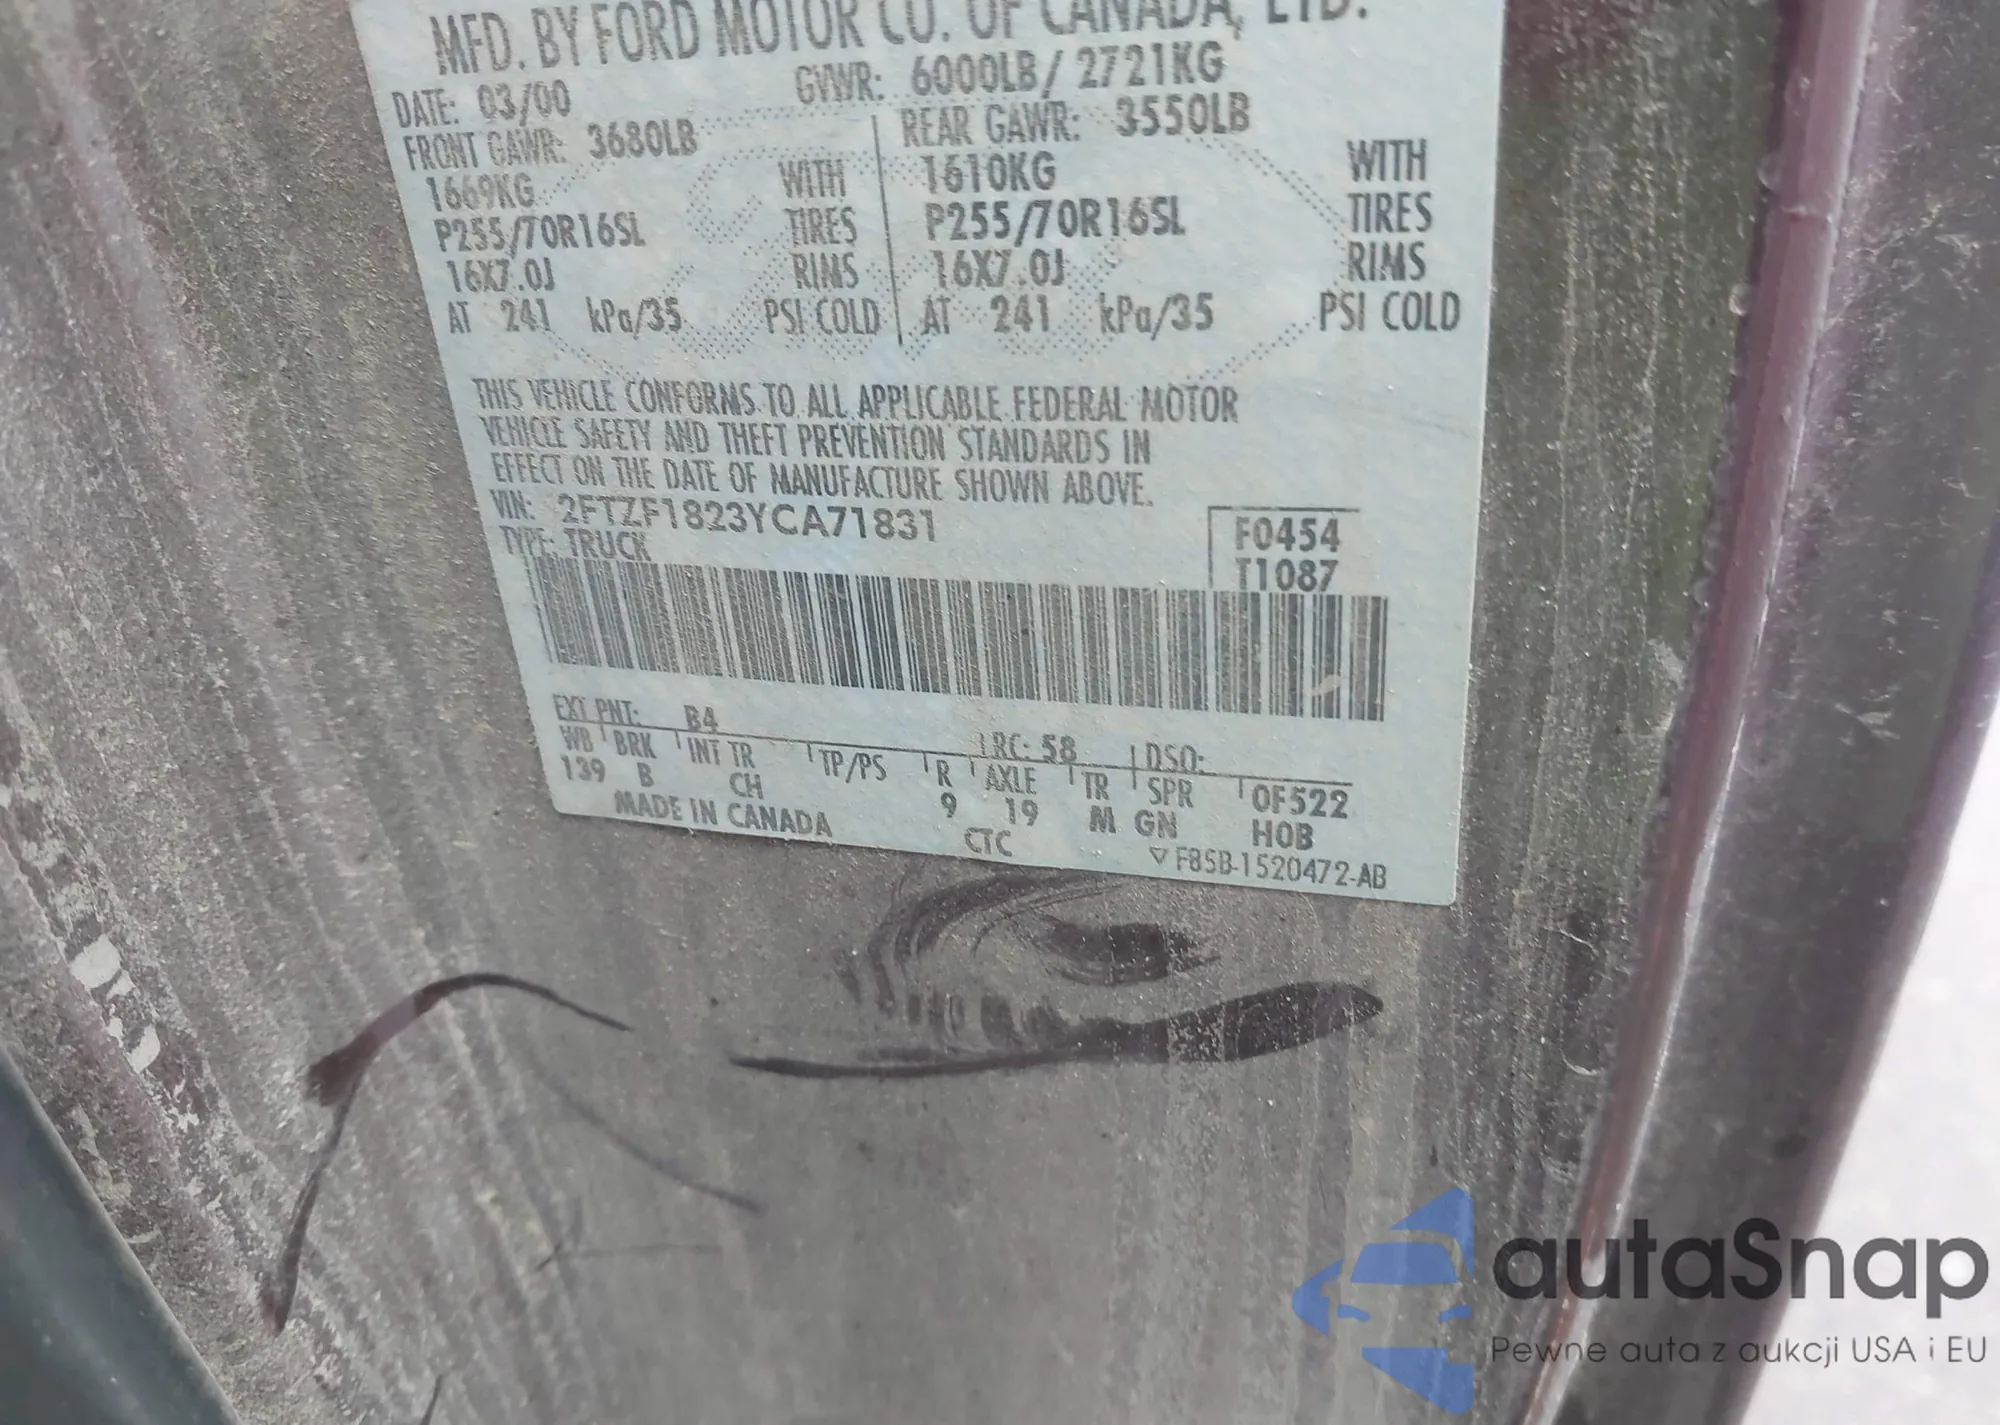 MFD. BY FORD MOTOR CO. OF CANADA, LTD.
DATE: 03/00 GVWR: 6000LB/ 2721KG
FRONT GAWR: 3680LB REAR GAWR: 3550LB
1669KG WITH 1610KG WITH
P255/70R16SL TIRES P255/70R16SL TIRES
16X7.0J RIMS 16X7.0J RIMS
AT 241 kPa/35 PSI COLD AT 241 kPa/35 PSI COLD
THIS VEHICLE CONFORMS TO ALL APPLICABLE FEDERAL MOTOR
VEHICLE SAFETY AND THEFT PREVENTION STANDARDS IN
EFFECT ON THE DATE OF MANUFACTURE SHOWN ABOVE.
VIN: 2FTZF1823YCA71831
TYPE: TRUCK
F0454
T1087
EXT PNT: B4 RC: 58 DSO:
WB BRK INT TR TP/PS R AXLE TR SPR 0F522
139 B CH 9 19 M GN H0B
MADE IN CANADA CTC
F85B-1520472-AB
autaSnap
Pewne auta z aukcji USA i EU